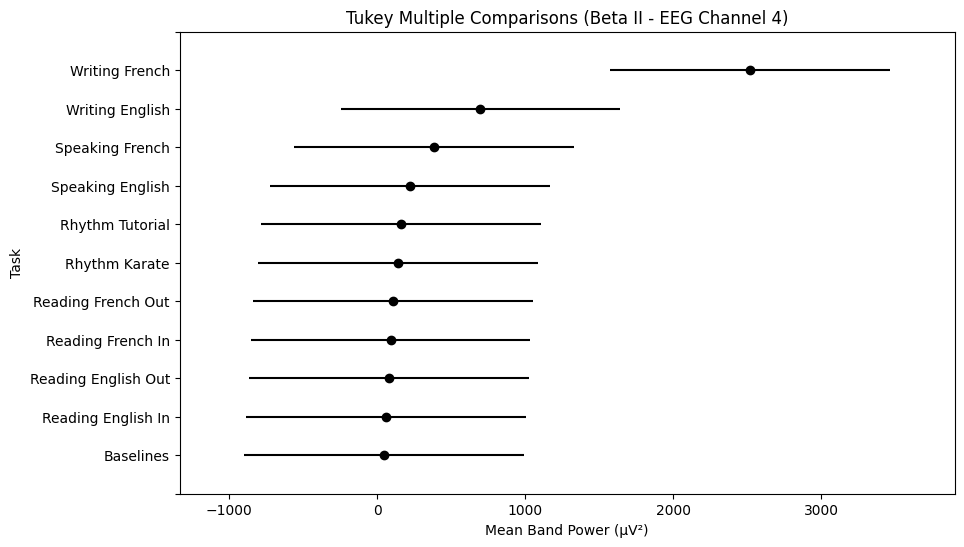 Tukey Multiple Comparisons (Beta II - EEG Channel 4)
Task
Writing French
Writing English
Speaking French
Speaking English
Rhythm Tutorial
Rhythm Karate
Reading French Out
Reading French In
Reading English Out
Reading English In
Baselines
−1000 0 1000 2000 3000
Mean Band Power (μV²)